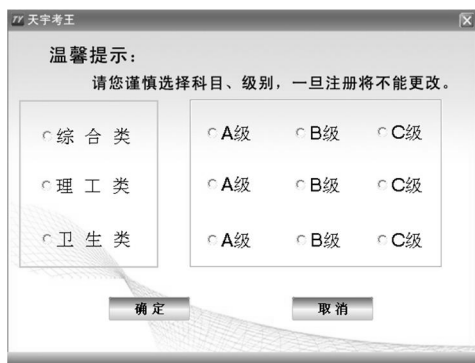 TY 天宇考王
温馨提示：
请您谨慎选择科目、级别，一旦注册将不能更改。
综合类 A级 B级 C级
理工类 A级 B级 C级
卫生类 A级 B级 C级
确定 取消